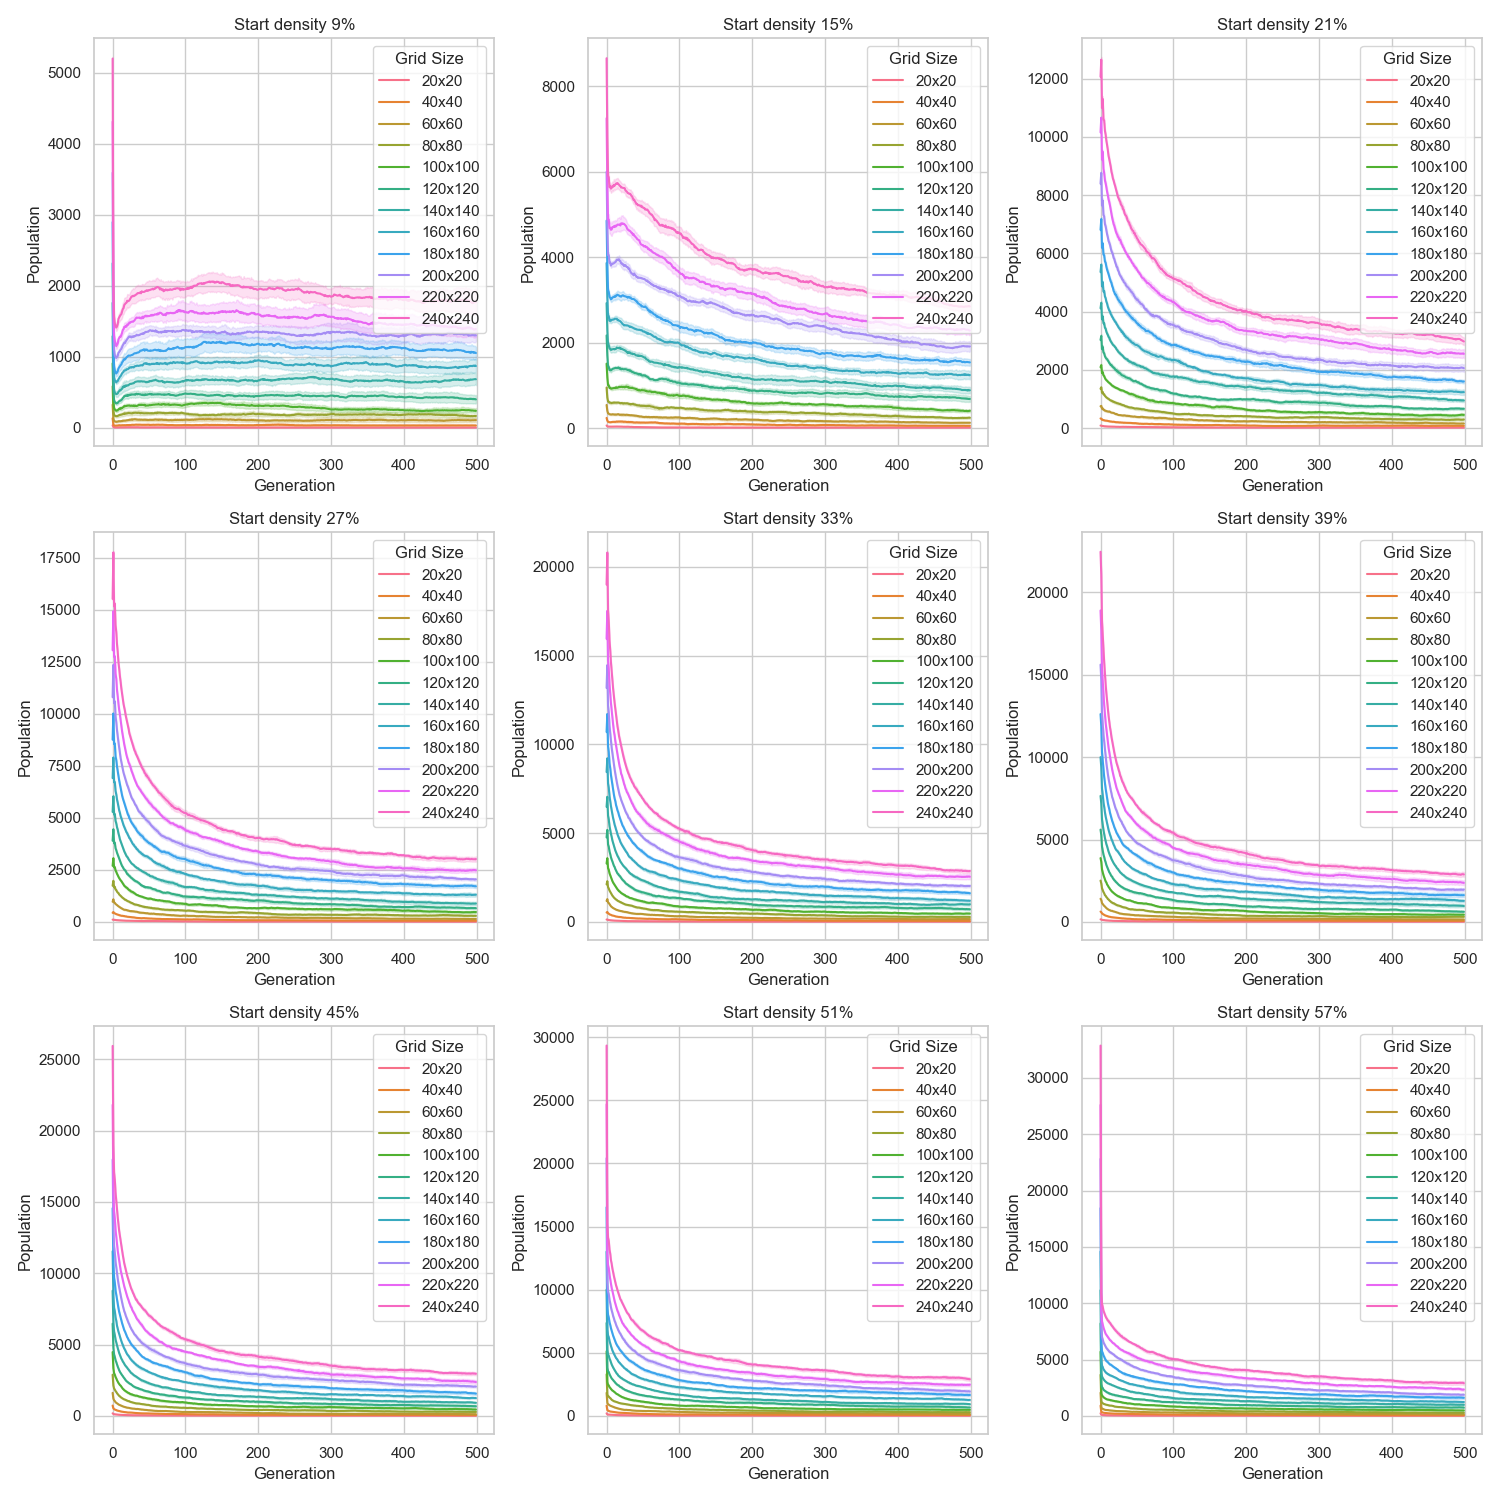 Start density 9%
Population
5000
4000
3000
2000
1000
0
0 100 200 300 400 500
Generation
Grid Size
20x20
40x40
60x60
80x80
100x100
120x120
140x140
160x160
180x180
200x200
220x220
240x240
Start density 15%
Population
8000
6000
4000
2000
0
0 100 200 300 400 500
Generation
Grid Size
20x20
40x40
60x60
80x80
100x100
120x120
140x140
160x160
180x180
200x200
220x220
240x240
Start density 21%
Population
12000
10000
8000
6000
4000
2000
0
0 100 200 300 400 500
Generation
Grid Size
20x20
40x40
60x60
80x80
100x100
120x120
140x140
160x160
180x180
200x200
220x220
240x240
Start density 27%
Population
17500
15000
12500
10000
7500
5000
2500
0
0 100 200 300 400 500
Generation
Grid Size
20x20
40x40
60x60
80x80
100x100
120x120
140x140
160x160
180x180
200x200
220x220
240x240
Start density 33%
Population
20000
15000
10000
5000
0
0 100 200 300 400 500
Generation
Grid Size
20x20
40x40
60x60
80x80
100x100
120x120
140x140
160x160
180x180
200x200
220x220
240x240
Start density 39%
Population
20000
15000
10000
5000
0
0 100 200 300 400 500
Generation
Grid Size
20x20
40x40
60x60
80x80
100x100
120x120
140x140
160x160
180x180
200x200
220x220
240x240
Start density 45%
Population
25000
20000
15000
10000
5000
0
0 100 200 300 400 500
Generation
Grid Size
20x20
40x40
60x60
80x80
100x100
120x120
140x140
160x160
180x180
200x200
220x220
240x240
Start density 51%
Population
30000
25000
20000
15000
10000
5000
0
0 100 200 300 400 500
Generation
Grid Size
20x20
40x40
60x60
80x80
100x100
120x120
140x140
160x160
180x180
200x200
220x220
240x240
Start density 57%
Population
30000
25000
20000
15000
10000
5000
0
0 100 200 300 400 500
Generation
Grid Size
20x20
40x40
60x60
80x80
100x100
120x120
140x140
160x160
180x180
200x200
220x220
240x240